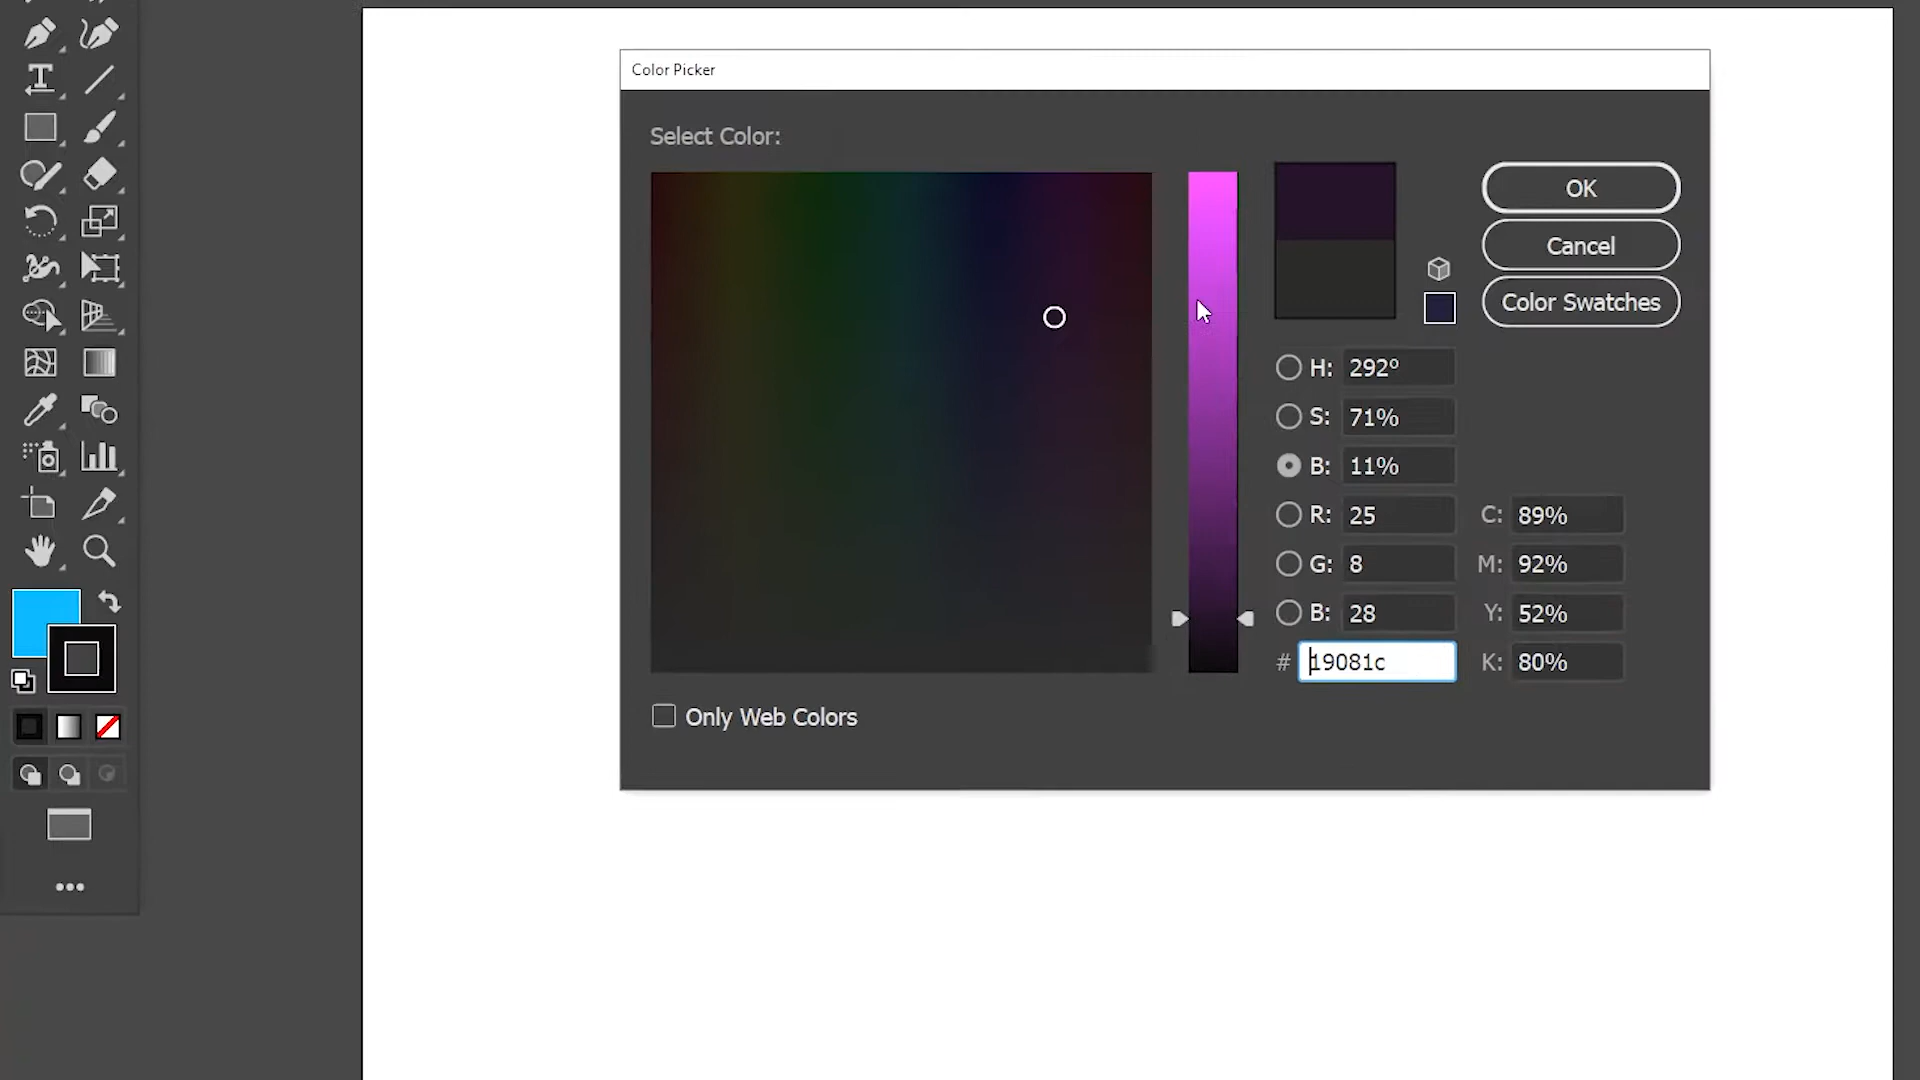 Color Picker
Select Color:
OK
Cancel
Color Swatches
H: 292º
S: 71%
B: 11%
R: 25 C: 89%
G: 8 M: 92%
B: 28 Y: 52%
# 19081c K: 80%
Only Web Colors